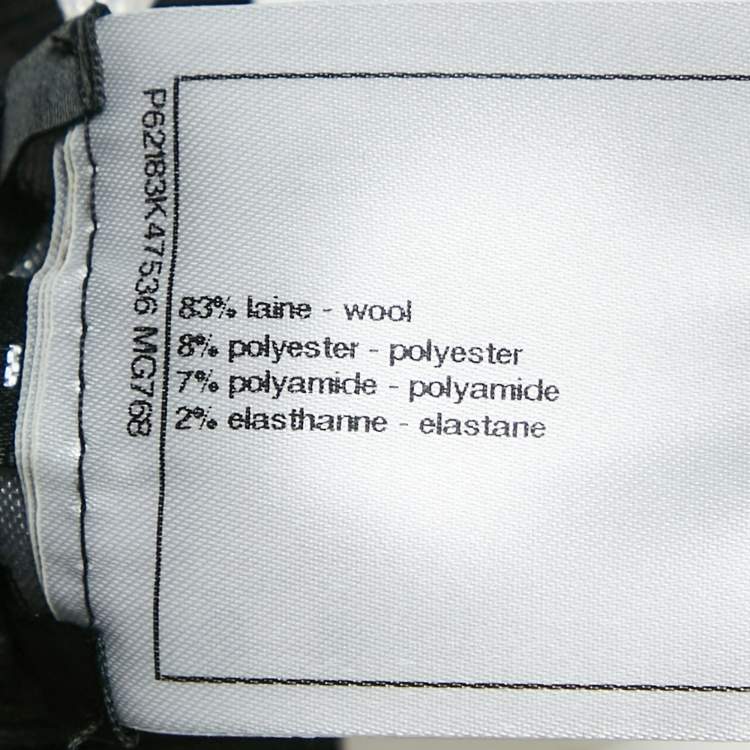 P62183K47536 MG768
83% laine - wool
8% polyester - polyester
7% polyamide - polyamide
2% elasthanne - elastane